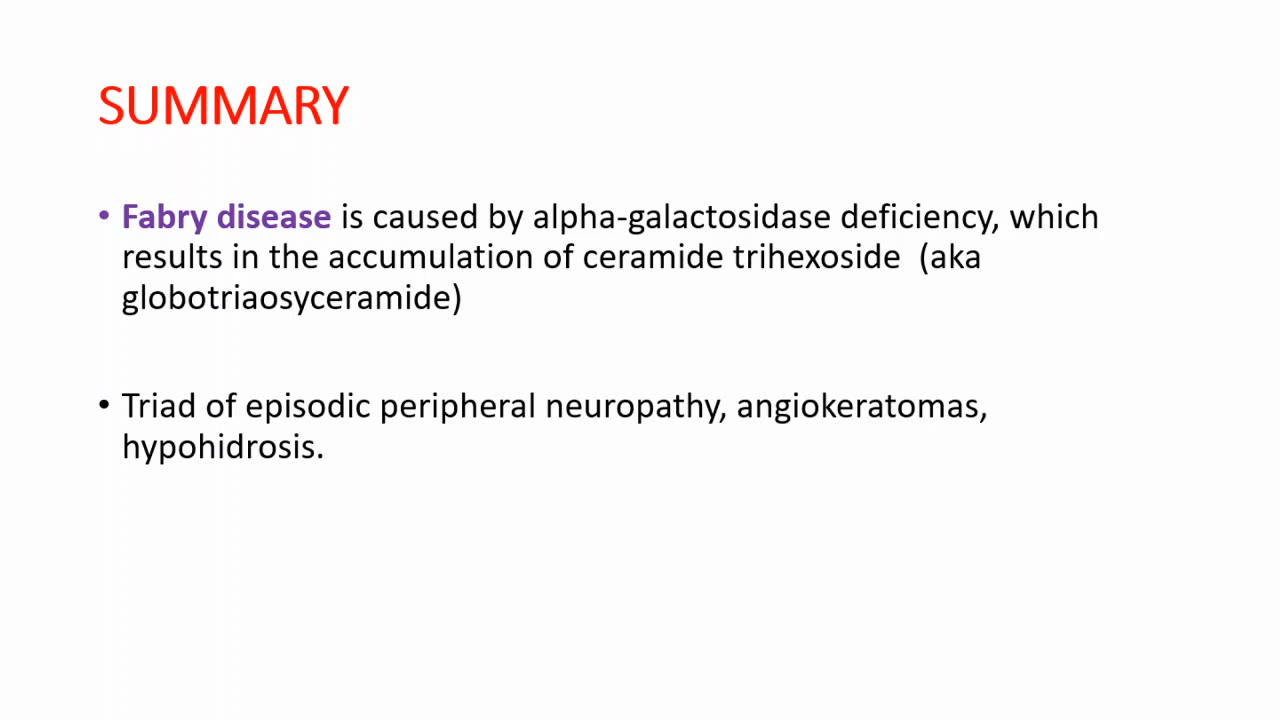 SUMMARY
• Fabry disease is caused by alpha-galactosidase deficiency, which
results in the accumulation of ceramide trihexoside  (aka
globotriaosyceramide)
• Triad of episodic peripheral neuropathy, angiokeratomas,
hypohidrosis.